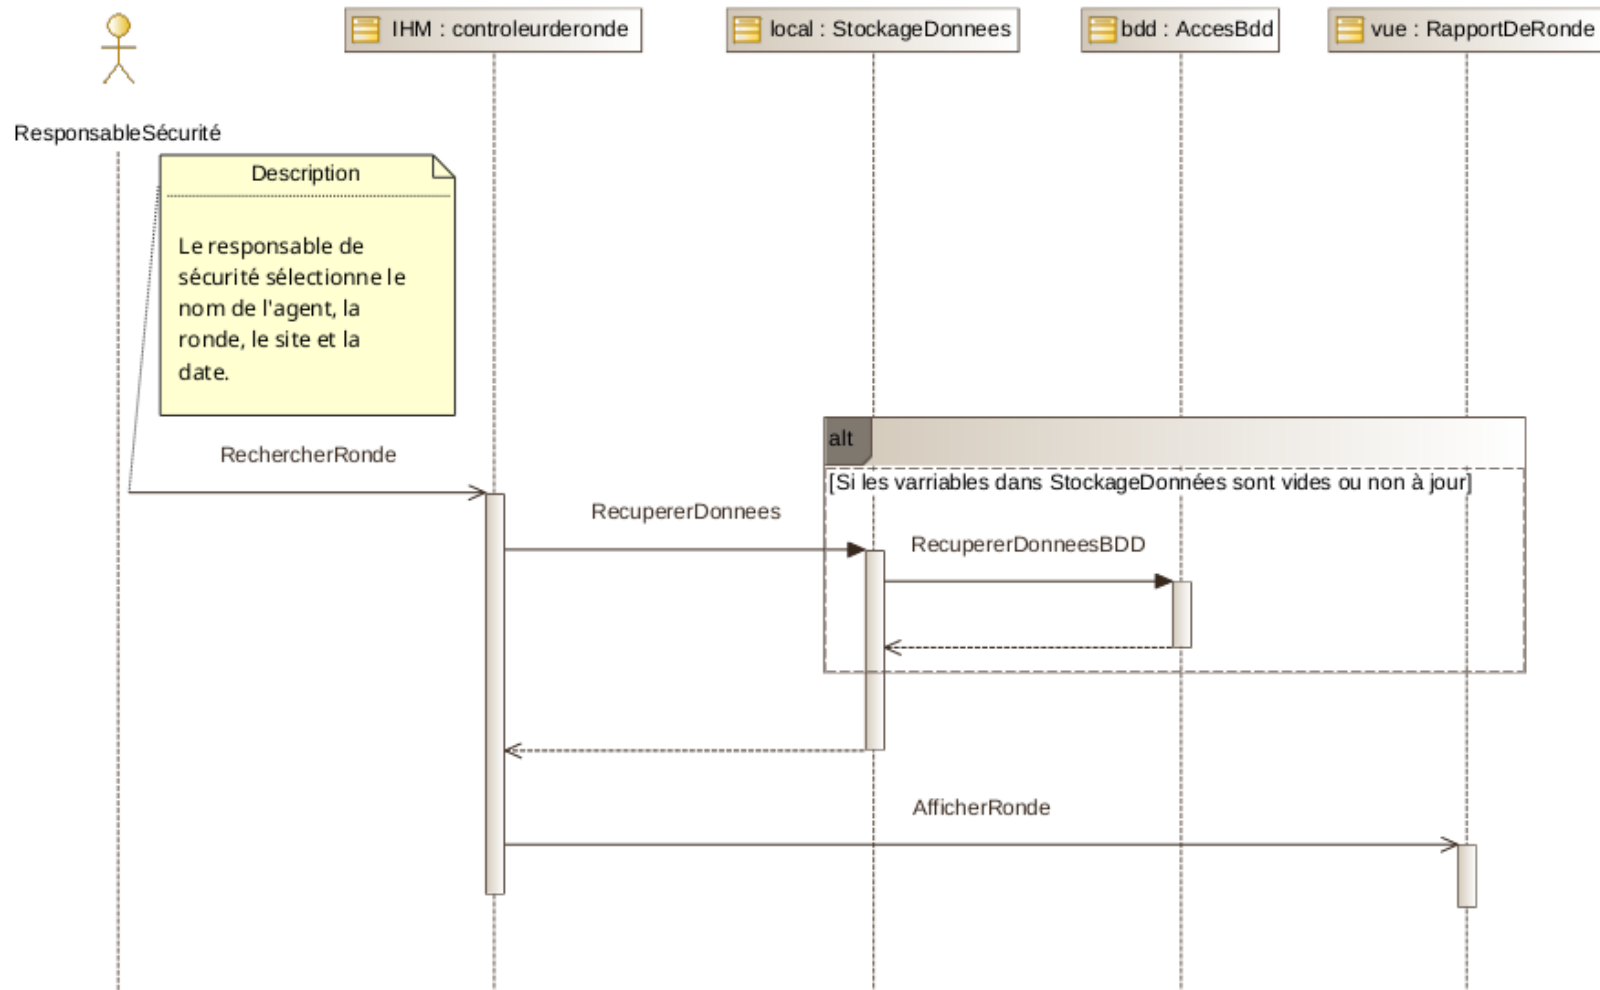 IHM : controleurderonde
local : StockageDonnees
bdd : AccesBdd
vue : RapportDeRonde
ResponsableSécurité
Description
Le responsable de
sécurité sélectionne le
nom de l'agent, la
ronde, le site et la
date.
alt
[Si les varriables dans StockageDonnées sont vides ou non à jour]
RechercherRonde
RecupererDonnees
RecupererDonneesBDD
AfficherRonde